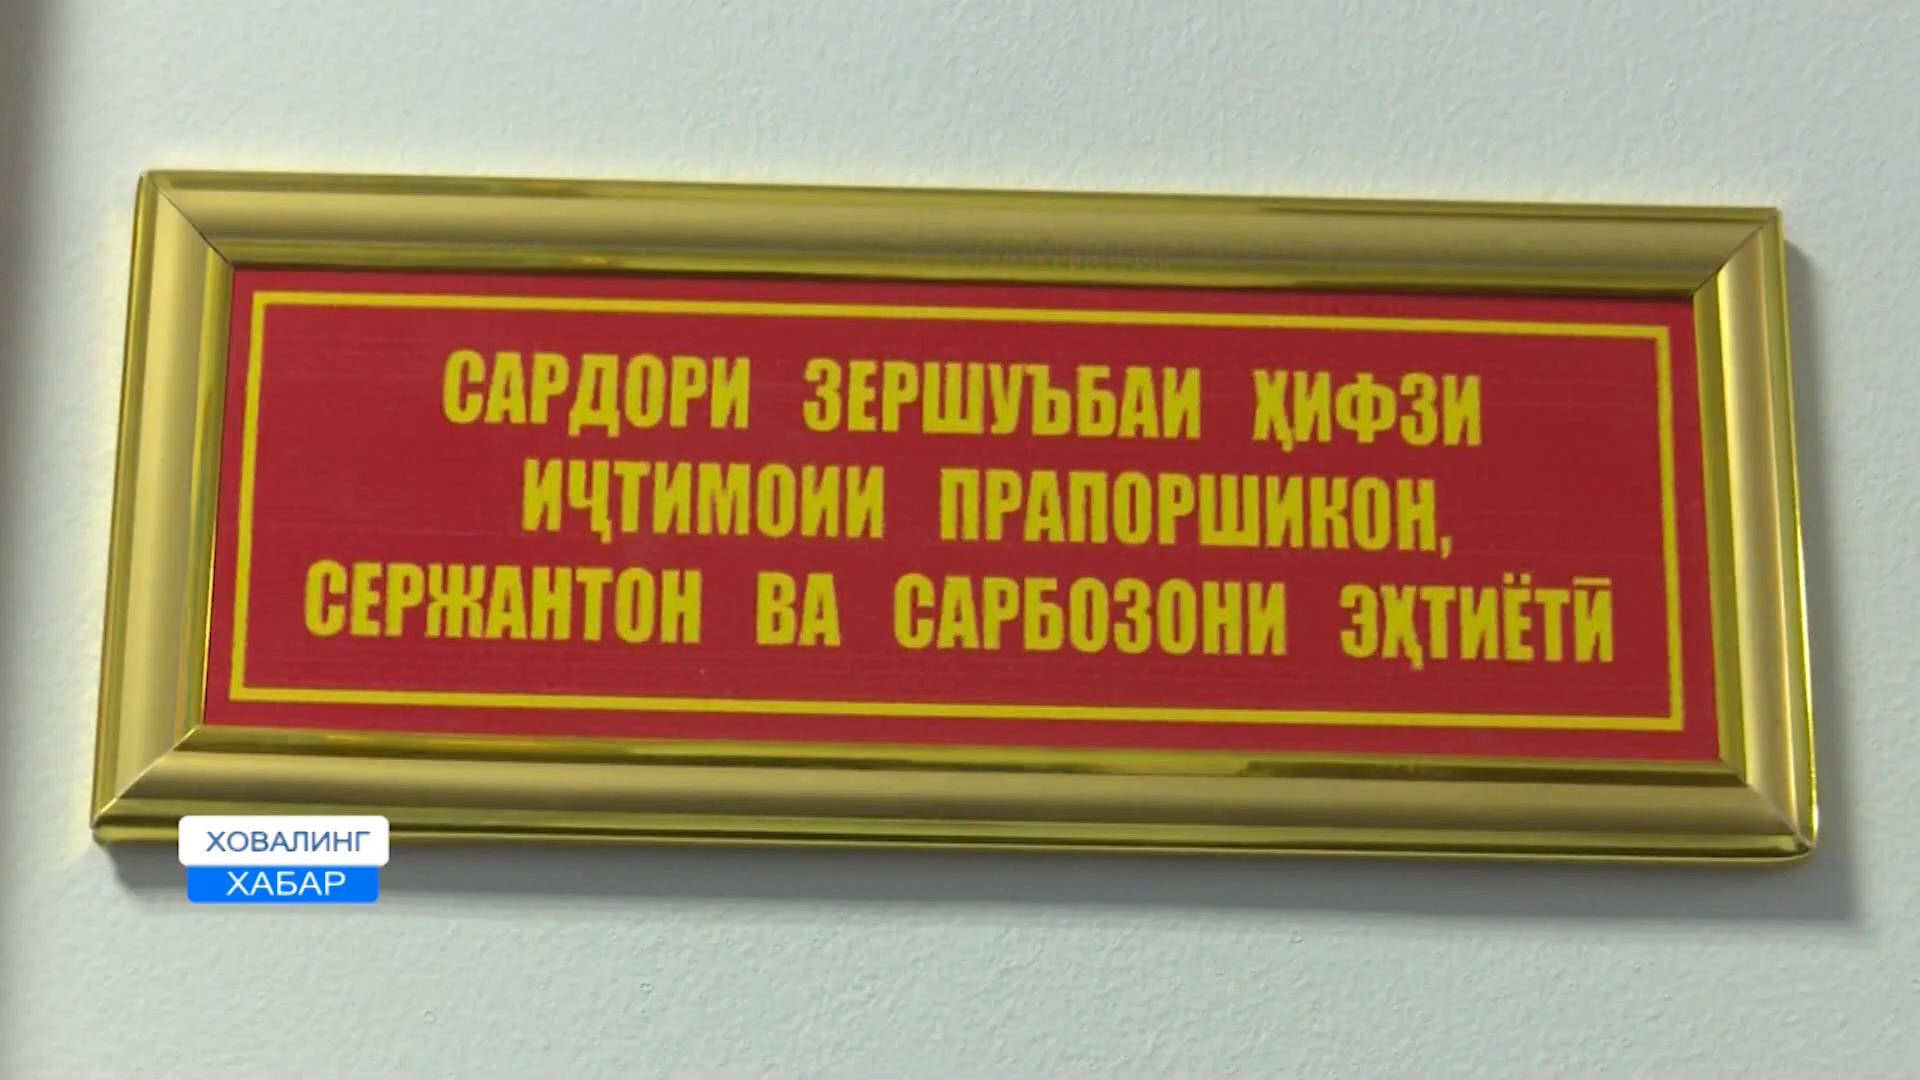 САРДОРИ ЗЕРШУЪБАИ ҲИФЗИ
ИҶТИМОИИ ПРАПОРШИКОН,
СЕРЖАНТОН ВА САРБОЗОНИ ЭҲТИЁТӢ
ХОВАЛИНГ
ХАБАР